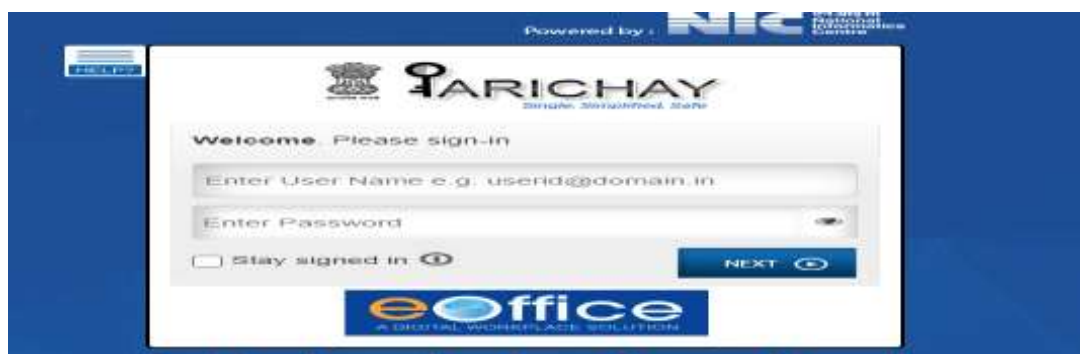 Powered by :
NIC
National
Informatics
Centre
HELP?
PARICHAY
Single. Simplified. Safe
Welcome. Please sign-in
Enter User Name e.g. userid@domain.in
Enter Password
Stay signed in
NEXT
eOffice
A DIGITAL WORKPLACE SOLUTION